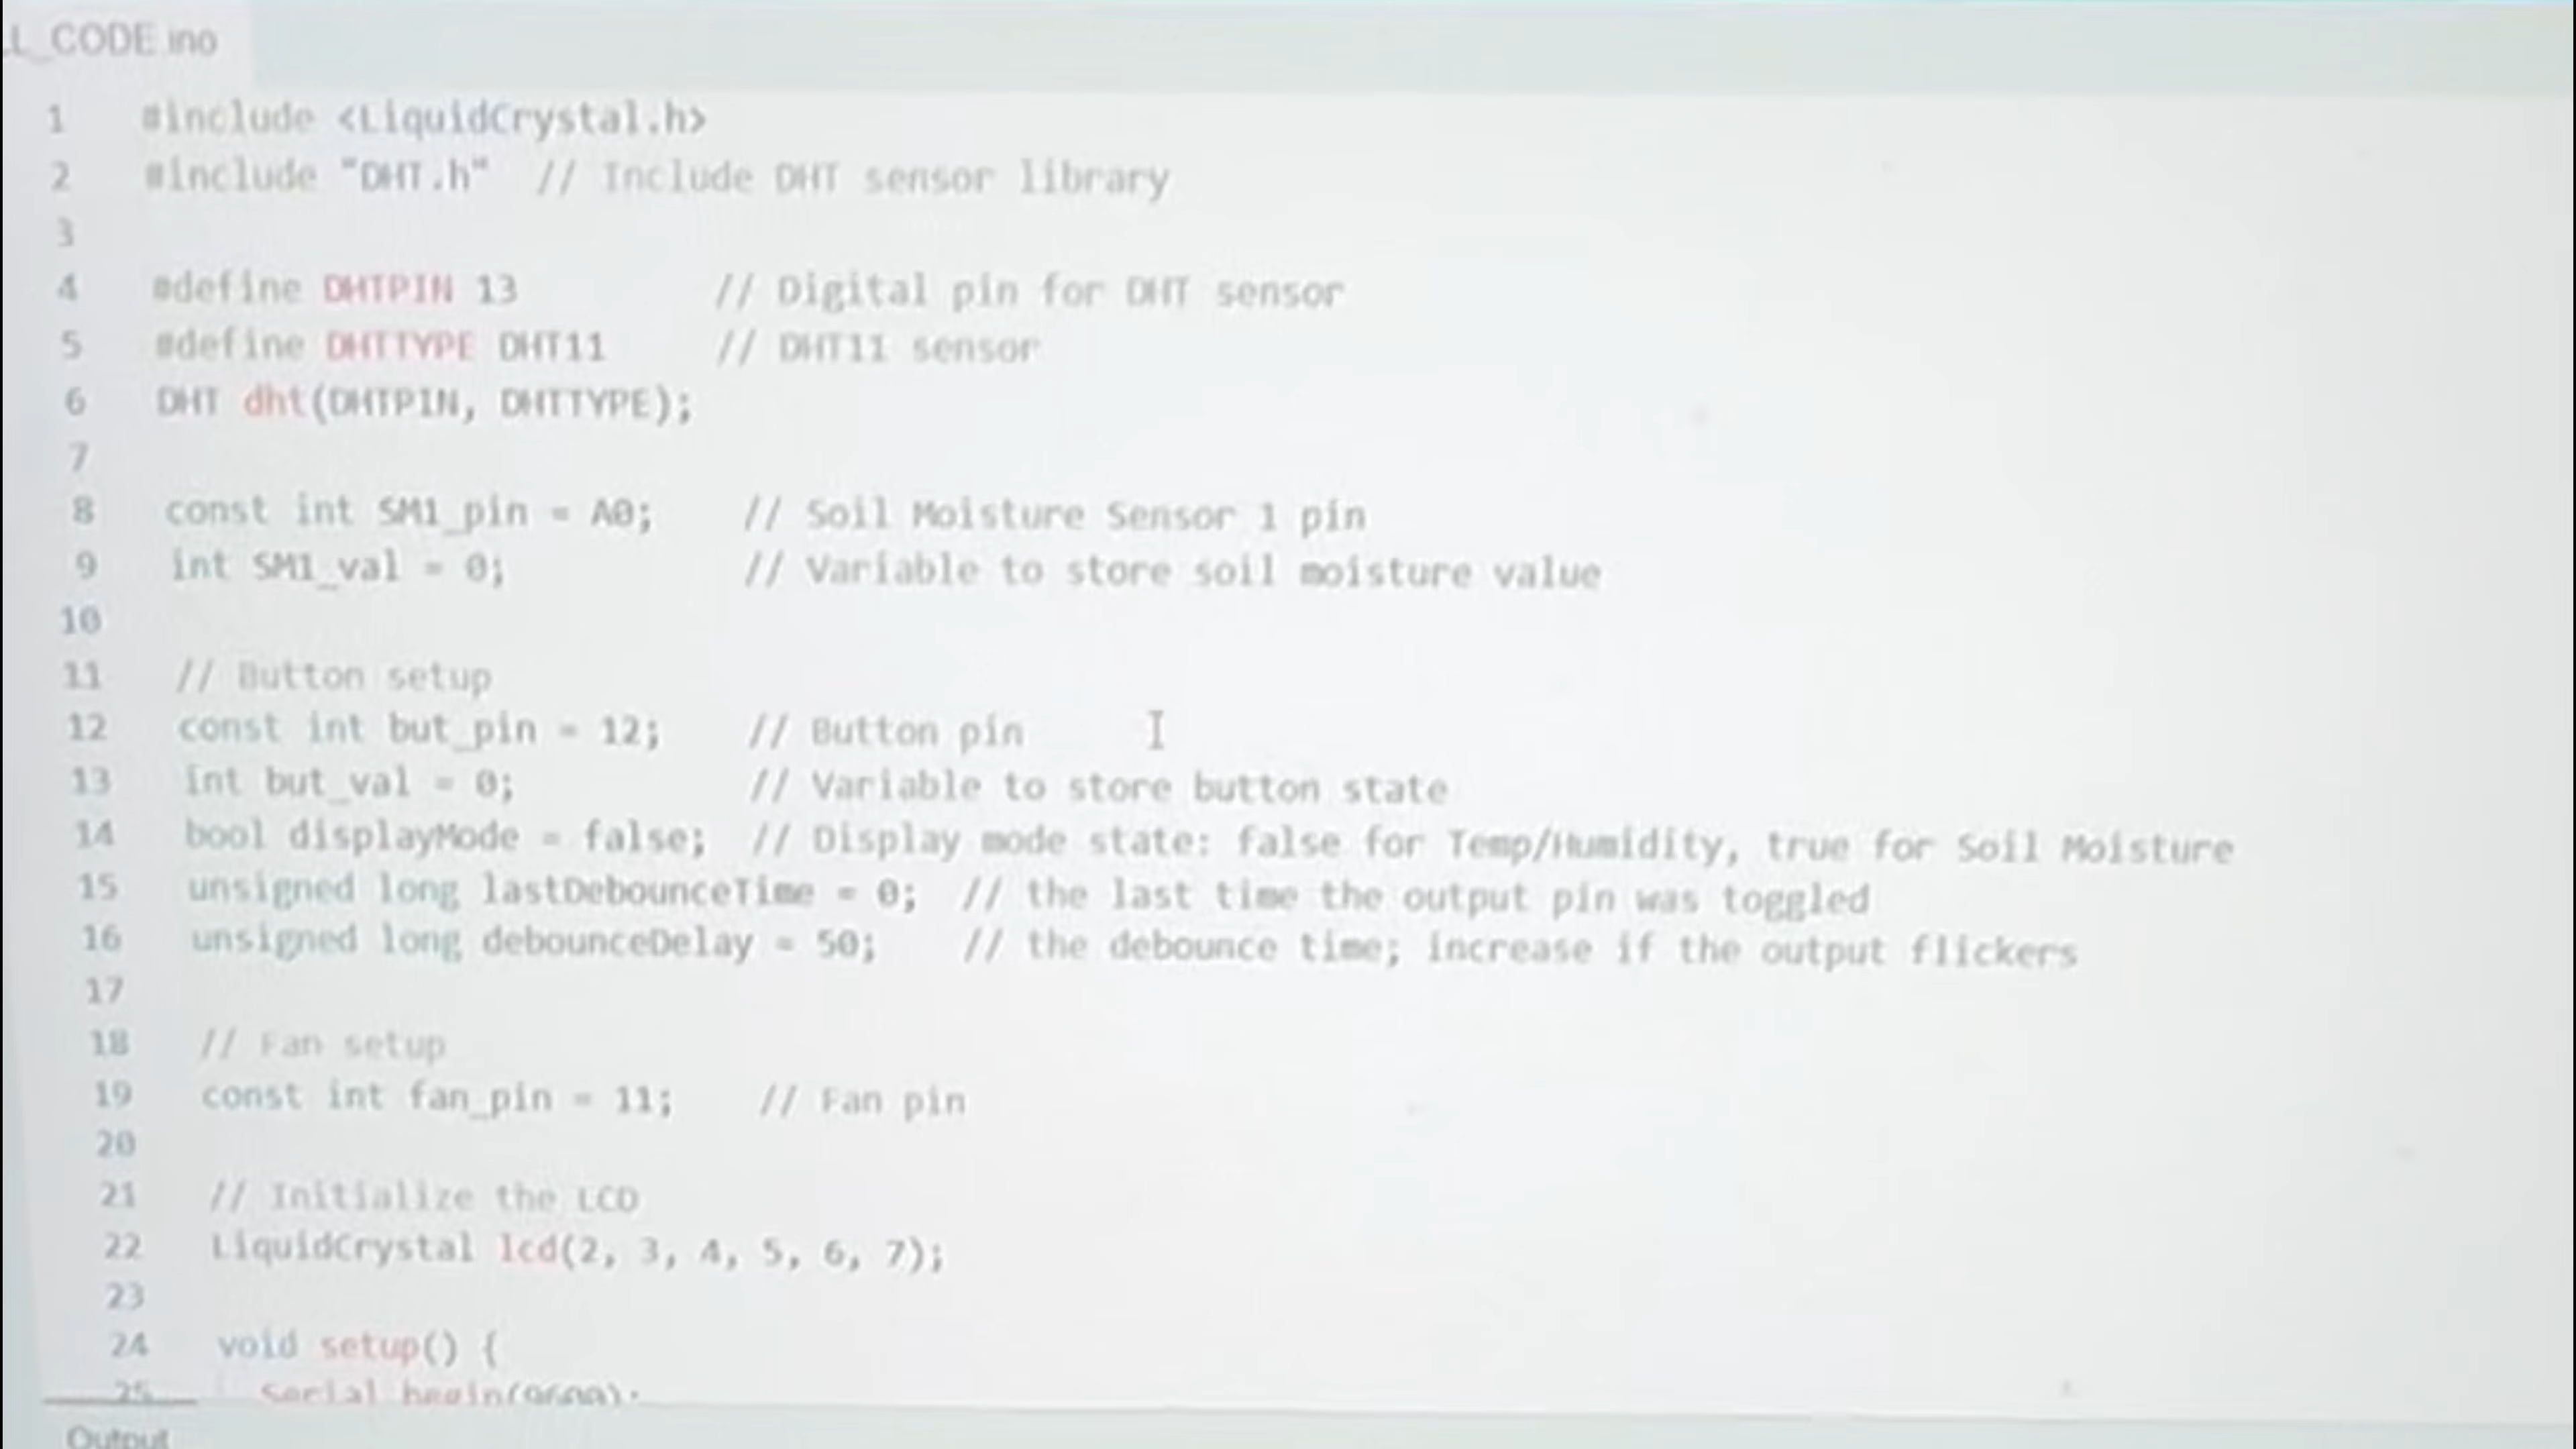 L_CODE.ino
1 #include <LiquidCrystal.h>
2 #include "DHT.h" // Include DHT sensor library
3
4 #define DHTPIN 13 // Digital pin for DHT sensor
5 #define DHTTYPE DHT11 // DHT11 sensor
6 DHT dht(DHTPIN, DHTTYPE);
7
8 const int SM1_pin = A0; // Soil Moisture Sensor 1 pin
9 int SM1_val = 0; // Variable to store soil moisture value
10
11 // Button setup
12 const int but_pin = 12; // Button pin
13 int but_val = 0; // Variable to store button state
14 bool displayMode = false; // Display mode state: false for Temp/Humidity, true for Soil Moisture
15 unsigned long lastDebounceTime = 0; // the last time the output pin was toggled
16 unsigned long debounceDelay = 50; // the debounce time; increase if the output flickers
17
18 // Fan setup
19 const int fan_pin = 11; // Fan pin
20
21 // Initialize the LCD
22 LiquidCrystal lcd(2, 3, 4, 5, 6, 7);
23
24 void setup() {
25 Serial.begin(9600);
Output